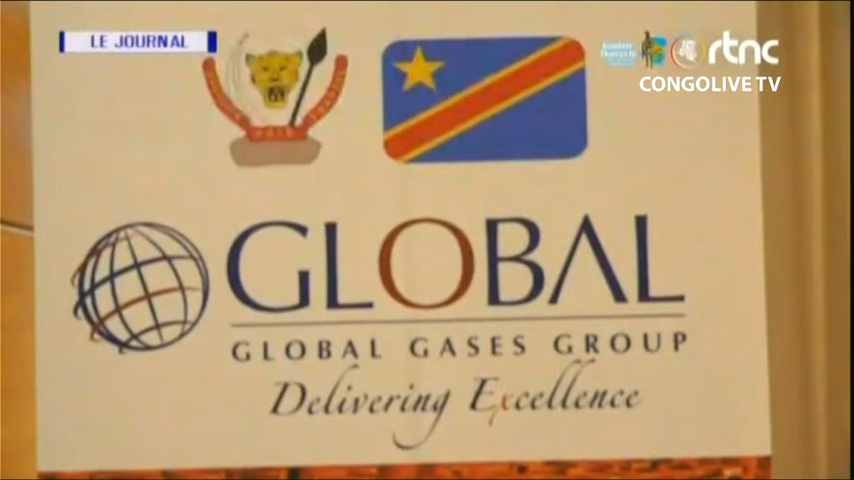 LE JOURNAL
rtnc
CONGOLIVE TV
GLOBAL
GLOBAL GASES GROUP
Delivering Excellence